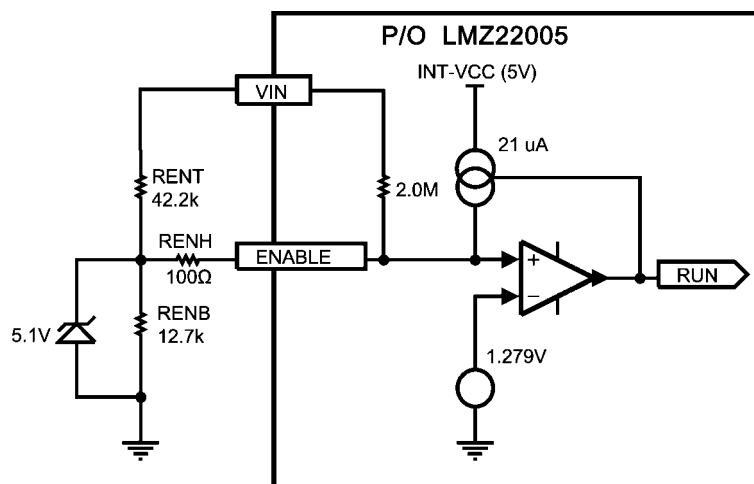 P/O LMZ22005
INT-VCC (5V)
VIN
21 uA
RENT
42.2k
2.0M
RENH
ENABLE
100Ω
+
−
RUN
RENB
12.7k
5.1V
1.279V